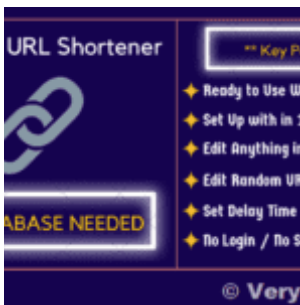 URL Shortener
ABASE NEEDED
** Key P
Ready to Use W
Set Up with in
Edit Anything i
Edit Random UR
Set Delay Time
No Login / No S
© Very